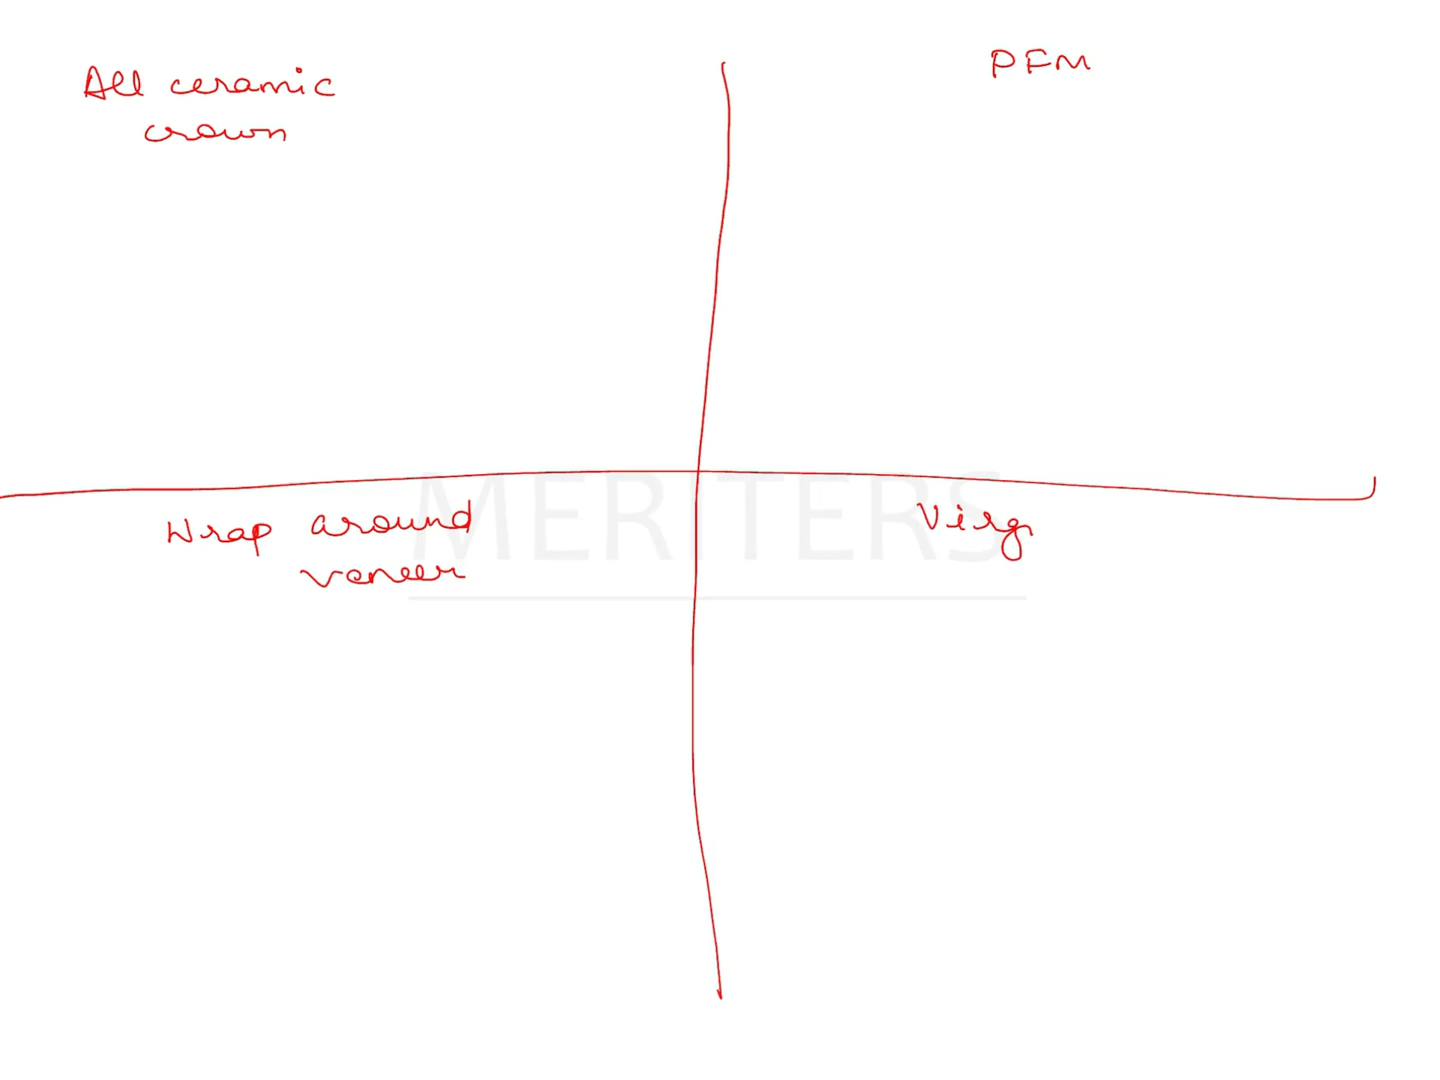 All ceramic
crown
PFM
Wrap around
veneer
Virg
MERITERS